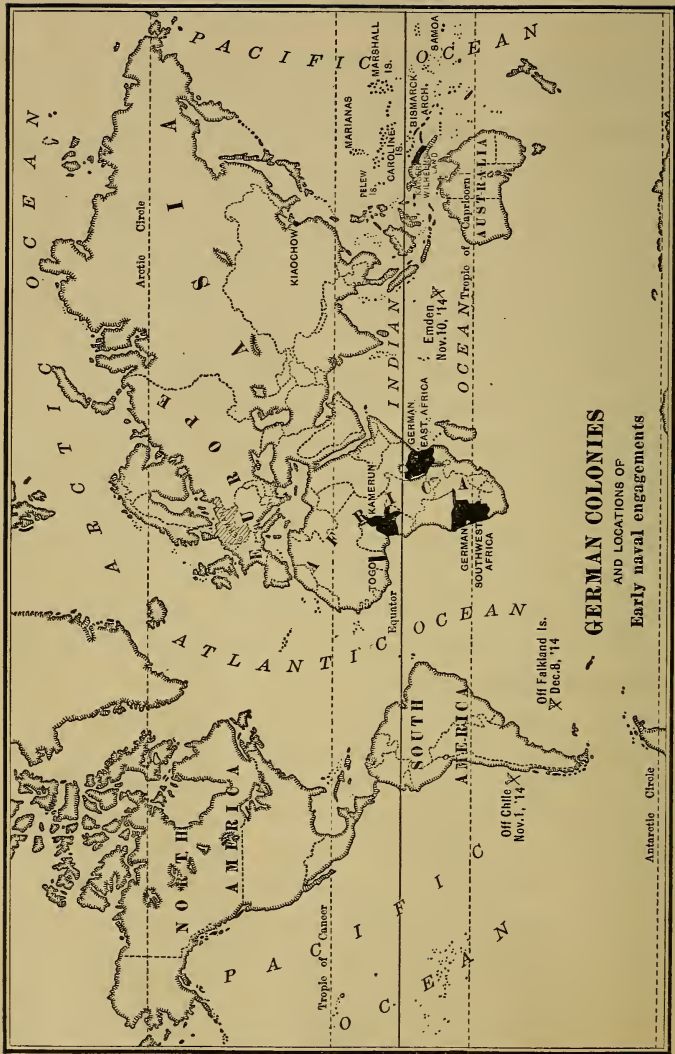 ARCTIC OCEAN
Arctic Circle
PACIFIC OCEAN
NORTH
AMERICA
ATLANTIC OCEAN
EUROPE
ASIA
KIAOCHOW
Tropic of Cancer
PACIFIC OCEAN
MARIANAS
MARSHALL
IS.
PELEW
IS.
CAROLINE
IS.
AFRICA
TOGO
KAMERUN
Equator
INDIAN
OCEAN
GERMAN
EAST AFRICA
GERMAN
SOUTHWEST
AFRICA
BISMARCK
ARCH.
WILHELM
LAND
SAMOA
SOUTH
AMERICA
Emden
Nov.10, '14
Tropic of Capricorn
AUSTRALIA
Off Chile
Nov.1, '14
Off Falkland Is.
Dec.8, '14
GERMAN COLONIES
AND LOCATIONS OF
Early naval engagements
Antarctic Circle